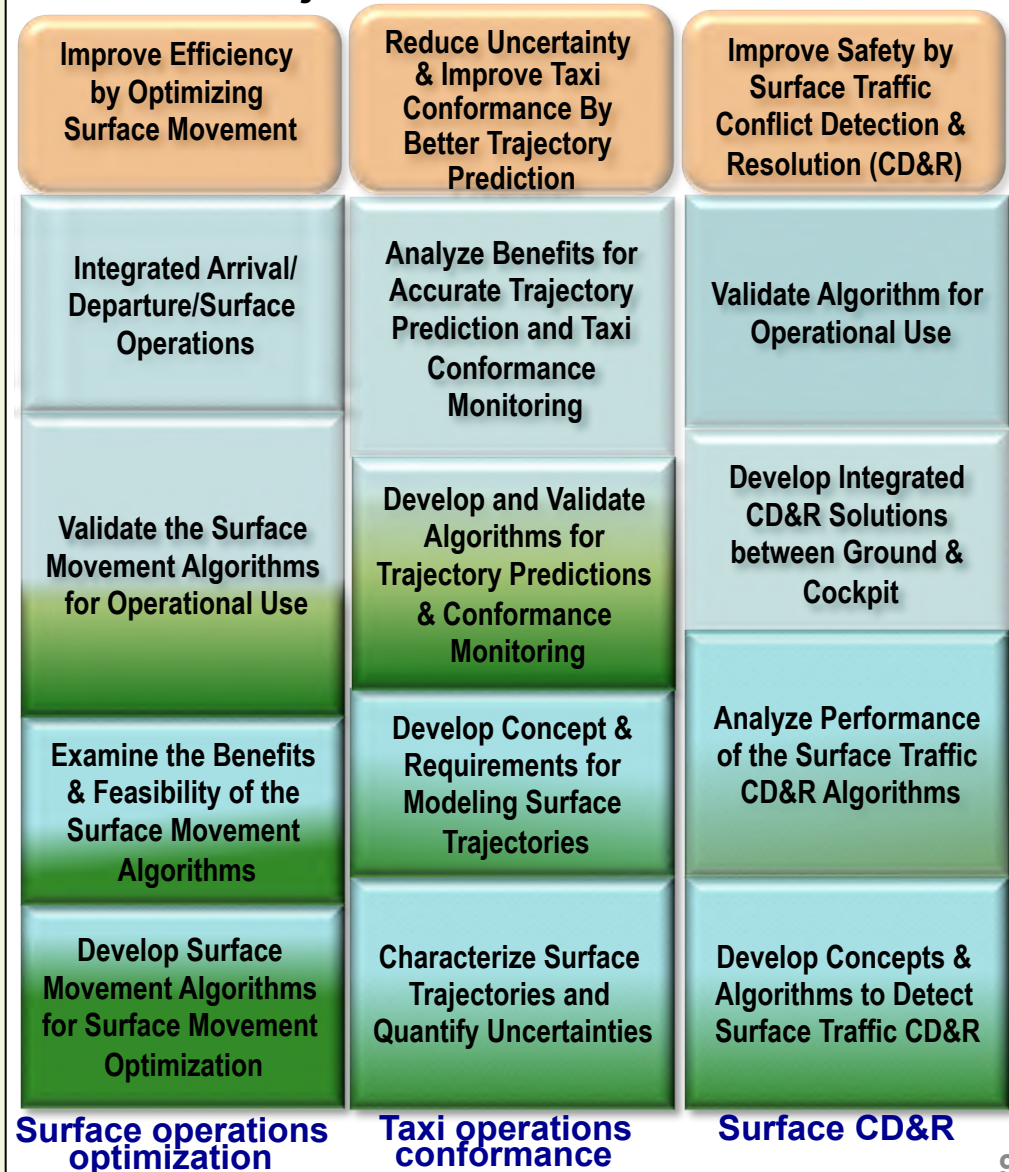 Improve Efficiency
by Optimizing
Surface Movement
Integrated Arrival/
Departure/Surface
Operations
Validate the Surface
Movement Algorithms
for Operational Use
Examine the Benefits
& Feasibility of the
Surface Movement
Algorithms
Develop Surface
Movement Algorithms
for Surface Movement
Optimization
Surface operations
optimization
Reduce Uncertainty
& Improve Taxi
Conformance By
Better Trajectory
Prediction
Analyze Benefits for
Accurate Trajectory
Prediction and Taxi
Conformance
Monitoring
Develop and Validate
Algorithms for
Trajectory Predictions
& Conformance
Monitoring
Develop Concept &
Requirements for
Modeling Surface
Trajectories
Characterize Surface
Trajectories and
Quantify Uncertainties
Taxi operations
conformance
Improve Safety by
Surface Traffic
Conflict Detection &
Resolution (CD&R)
Validate Algorithm for
Operational Use
Develop Integrated
CD&R Solutions
between Ground &
Cockpit
Analyze Performance
of the Surface Traffic
CD&R Algorithms
Develop Concepts &
Algorithms to Detect
Surface Traffic CD&R
Surface CD&R